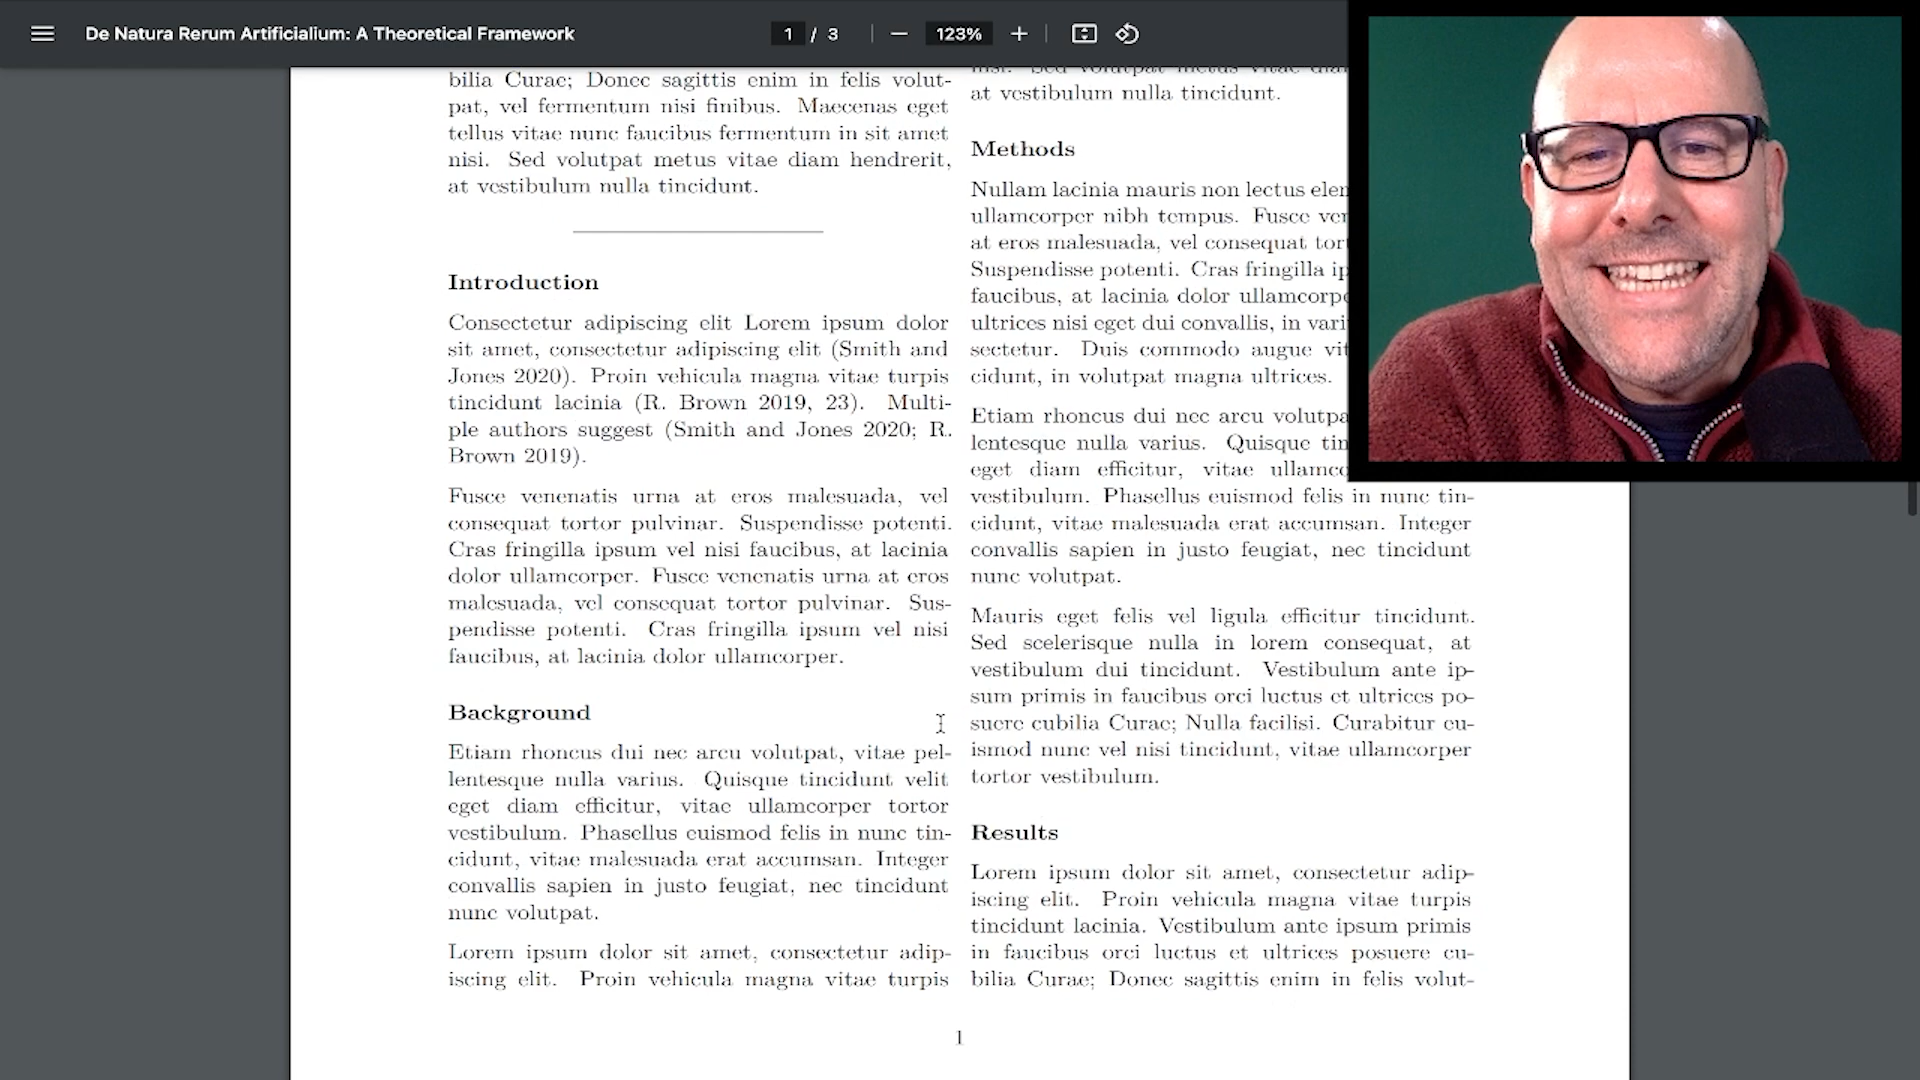 De Natura Rerum Artificialium: A Theoretical Framework
1 / 3
123%
bilia Curae; Donec sagittis enim in felis volut-
pat, vel fermentum nisi finibus. Maecenas eget
tellus vitae nunc faucibus fermentum in sit amet
nisi. Sed volutpat metus vitae diam hendrerit,
at vestibulum nulla tincidunt.
Introduction
Consectetur adipiscing elit Lorem ipsum dolor
sit amet, consectetur adipiscing elit (Smith and
Jones 2020). Proin vehicula magna vitae turpis
tincidunt lacinia (R. Brown 2019, 23). Multi-
ple authors suggest (Smith and Jones 2020; R.
Brown 2019).
Fusce venenatis urna at eros malesuada, vel
consequat tortor pulvinar. Suspendisse potenti.
Cras fringilla ipsum vel nisi faucibus, at lacinia
dolor ullamcorper. Fusce venenatis urna at eros
malesuada, vel consequat tortor pulvinar. Sus-
pendisse potenti. Cras fringilla ipsum vel nisi
faucibus, at lacinia dolor ullamcorper.
Background
Etiam rhoncus dui nec arcu volutpat, vitae pel-
lentesque nulla varius. Quisque tincidunt velit
eget diam efficitur, vitae ullamcorper tortor
vestibulum. Phasellus euismod felis in nunc tin-
cidunt, vitae malesuada erat accumsan. Integer
convallis sapien in justo feugiat, nec tincidunt
nunc volutpat.
Lorem ipsum dolor sit amet, consectetur adip-
iscing elit. Proin vehicula magna vitae turpis
nisi. Sed volutpat metus vitae
at vestibulum nulla tincidunt.
Methods
Nullam lacinia mauris non lectus
ullamcorper nibh tempus. Fusce
at eros malesuada, vel consequat
Suspendisse potenti. Cras fringilla
faucibus, at lacinia dolor
ultrices nisi eget dui convallis, in
sectetur. Duis commodo augue
cidunt, in volutpat magna ultrices.
Etiam rhoncus dui nec arcu
lentesque nulla varius. Quisque
eget diam efficitur, vitae
vestibulum. Phasellus euismod felis in nunc tin-
cidunt, vitae malesuada erat accumsan. Integer
convallis sapien in justo feugiat, nec tincidunt
nunc volutpat.
Mauris eget felis vel ligula efficitur tincidunt.
Sed scelerisque nulla in lorem consequat, at
vestibulum dui tincidunt. Vestibulum ante ip-
sum primis in faucibus orci luctus et ultrices po-
suere cubilia Curae; Nulla facilisi. Curabitur eu-
ismod nunc vel nisi tincidunt, vitae ullamcorper
tortor vestibulum.
Results
Lorem ipsum dolor sit amet, consectetur adip-
iscing elit. Proin vehicula magna vitae turpis
tincidunt lacinia. Vestibulum ante ipsum primis
in faucibus orci luctus et ultrices posuere cu-
bilia Curae; Donec sagittis enim in felis volut-
1